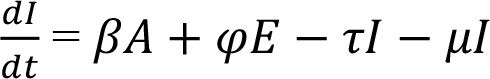 dI/dt = βA + φE − τI − μI